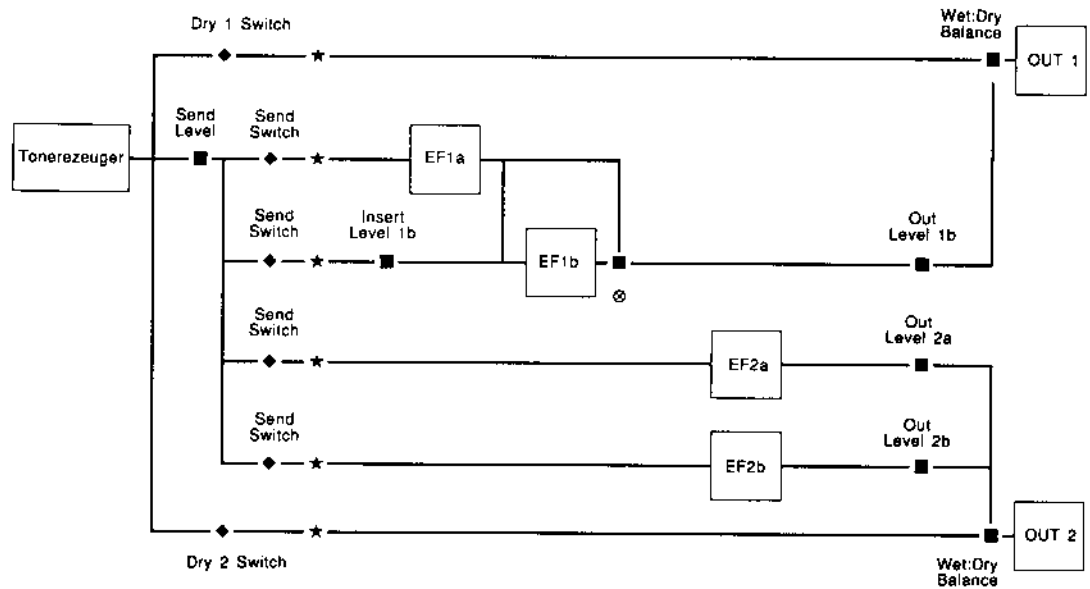 Dry 1 Switch
Wet:Dry
Balance
OUT 1
Send
Level
Send
Switch
Tonerezeuger
EF1a
Send
Switch
Insert
Level 1b
EF1b
Out
Level 1b
Send
Switch
EF2a
Out
Level 2a
Send
Switch
EF2b
Out
Level 2b
Dry 2 Switch
OUT 2
Wet:Dry
Balance